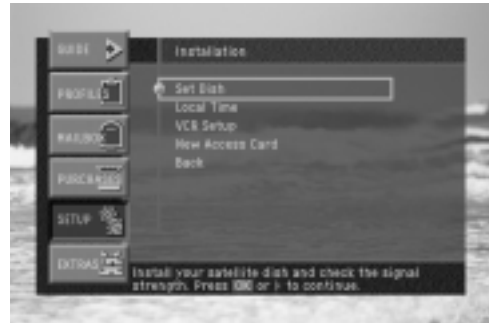 GUIDE
Installation
PROFILES
Set Dish
Local Time
VCR Setup
New Access Card
Back
MAILBOX
PURCHASES
SETUP
EXTRAS
Install your satellite dish and check the signal
strength. Press OK or ▷ to continue.